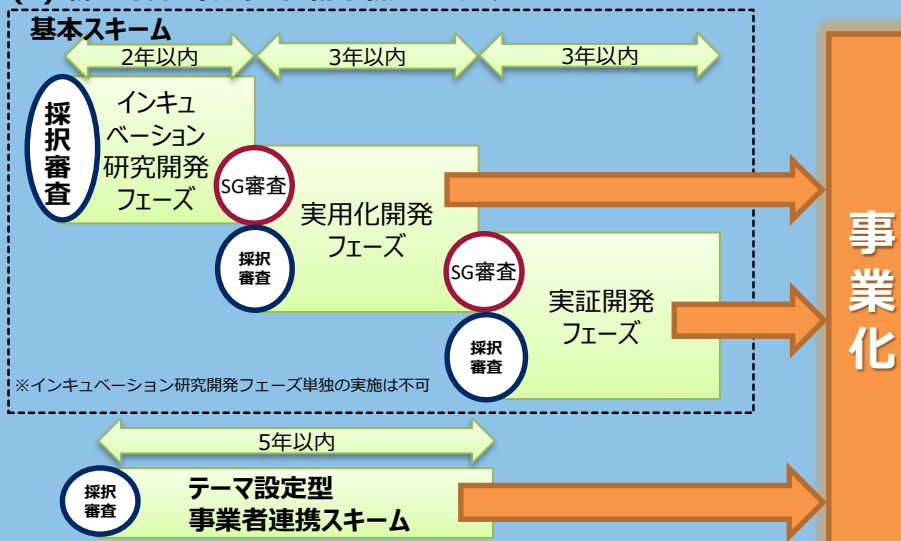 基本スキーム
2年以内
3年以内
3年以内
採択審査
インキュ
ベーション
研究開発
フェーズ
SG審査
採択
審査
実用化開発
フェーズ
SG審査
採択
審査
実証開発
フェーズ
※インキュベーション研究開発フェーズ単独の実施は不可
5年以内
採択
審査
テーマ設定型
事業者連携スキーム
事業化